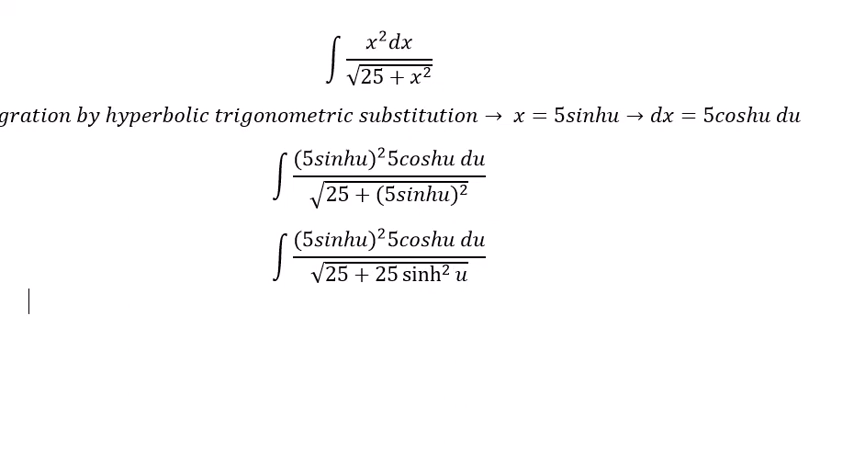 ∫ x²dx / √25 + x²
gration by hyperbolic trigonometric substitution → x = 5sinhu → dx = 5coshu du
∫ (5sinhu)²5coshu du / √25 + (5sinhu)²
∫ (5sinhu)²5coshu du / √25 + 25 sinh² u